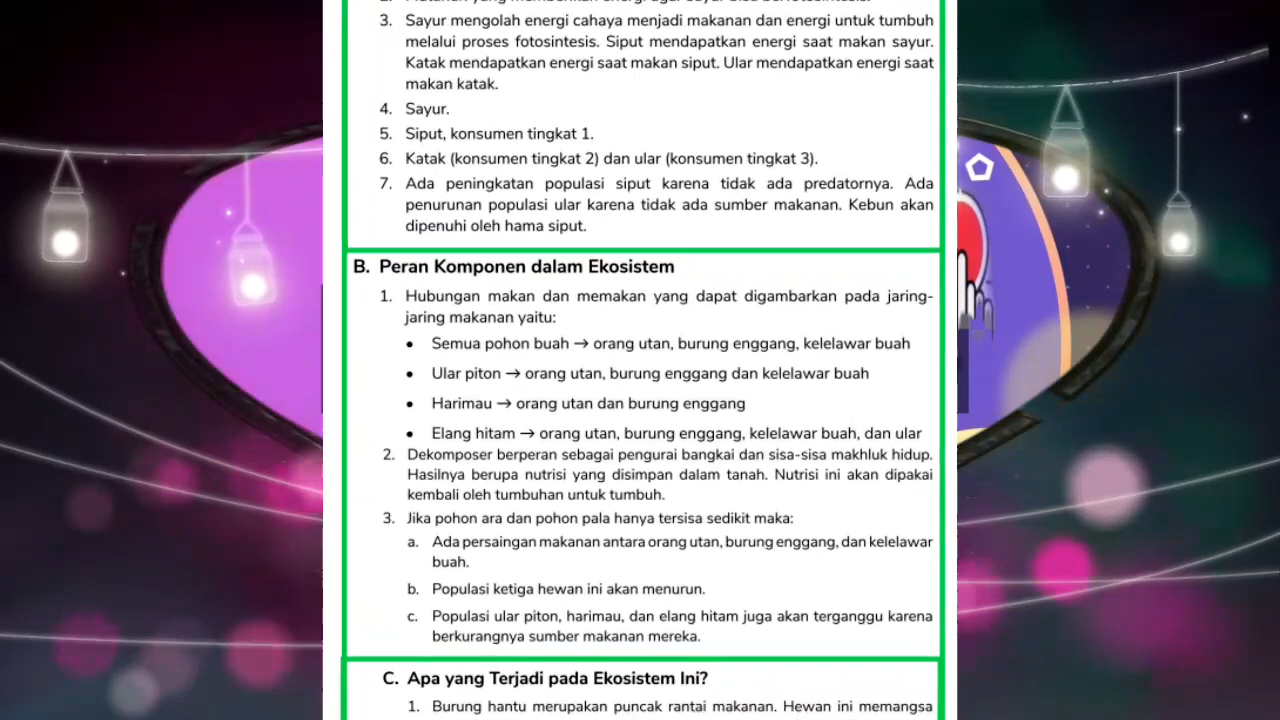 3. Sayur mengolah energi cahaya menjadi makanan dan energi untuk tumbuh
melalui proses fotosintesis. Siput mendapatkan energi saat makan sayur.
Katak mendapatkan energi saat makan siput. Ular mendapatkan energi saat
makan katak.
4. Sayur.
5. Siput, konsumen tingkat 1.
6. Katak (konsumen tingkat 2) dan ular (konsumen tingkat 3).
7. Ada peningkatan populasi siput karena tidak ada predatornya. Ada
penurunan populasi ular karena tidak ada sumber makanan. Kebun akan
dipenuhi oleh hama siput.
B. Peran Komponen dalam Ekosistem
1. Hubungan makan dan memakan yang dapat digambarkan pada jaring-
jaring makanan yaitu:
• Semua pohon buah → orang utan, burung enggang, kelelawar buah
• Ular piton → orang utan, burung enggang dan kelelawar buah
• Harimau → orang utan dan burung enggang
• Elang hitam → orang utan, burung enggang, kelelawar buah, dan ular
2. Dekomposer berperan sebagai pengurai bangkai dan sisa-sisa makhluk hidup.
Hasilnya berupa nutrisi yang disimpan dalam tanah. Nutrisi ini akan dipakai
kembali oleh tumbuhan untuk tumbuh.
3. Jika pohon ara dan pohon pala hanya tersisa sedikit maka:
a. Ada persaingan makanan antara orang utan, burung enggang, dan kelelawar
buah.
b. Populasi ketiga hewan ini akan menurun.
c. Populasi ular piton, harimau, dan elang hitam juga akan terganggu karena
berkurangnya sumber makanan mereka.
C. Apa yang Terjadi pada Ekosistem Ini?
1. Burung hantu merupakan puncak rantai makanan. Hewan ini memangsa